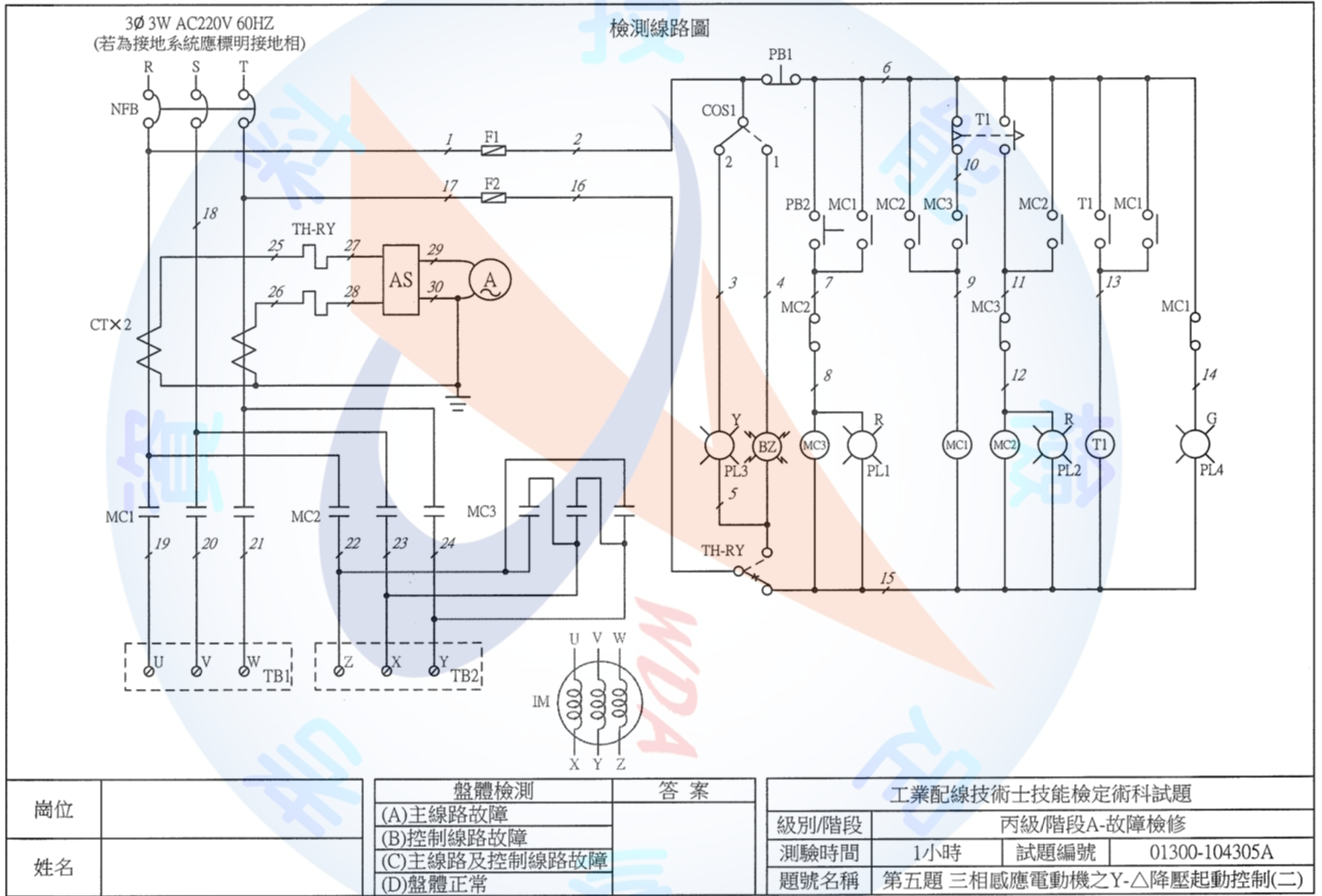 3Ø 3W AC220V 60HZ
(若為接地系統應標明接地相)
檢測線路圖
R S T
NFB
PB1
6
COS1
T1
1 F1 2
2 1
10
17 F2 16
18
PB2 MC1 MC2 MC3 MC2 T1 MC1
TH-RY
25 27 29
AS A
26 28 30
3 4 7 9 11 13
MC2 MC3 MC1
CT×2
8 12 14
Y R R G
BZ MC3 MC1 MC2 T1
PL3 PL1 PL2 PL4
5
MC1 MC2 MC3
19 20 21 22 23 24
TH-RY
15
U V W TB1 Z X Y TB2
U V W
IM
X Y Z
WDA
技
能
檢
定
術
科
資
料
專
崗位
姓名
盤體檢測 答案
(A)主線路故障
(B)控制線路故障
(C)主線路及控制線路故障
(D)盤體正常
工業配線技術士技能檢定術科試題
級別/階段 丙級/階段A-故障檢修
測驗時間 1小時 試題編號 01300-104305A
題號名稱 第五題 三相感應電動機之Y-△降壓起動控制(二)